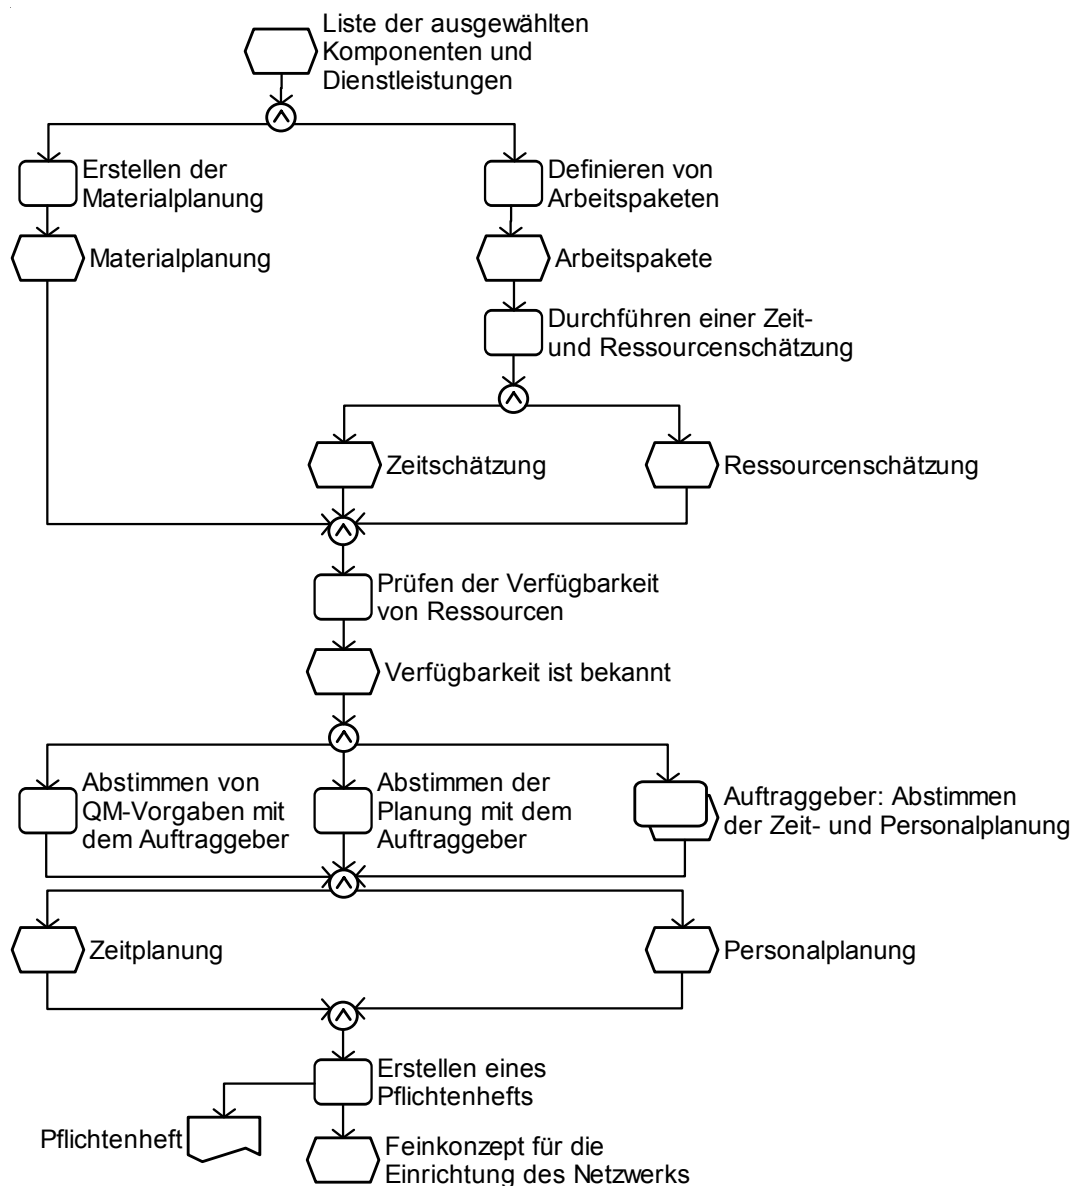 Liste der ausgewählten
Komponenten und
Dienstleistungen
Erstellen der
Materialplanung
Definieren von
Arbeitspaketen
Materialplanung
Arbeitspakete
Durchführen einer Zeit-
und Ressourcenschätzung
Zeitschätzung
Ressourcenschätzung
Prüfen der Verfügbarkeit
von Ressourcen
Verfügbarkeit ist bekannt
Abstimmen von
QM-Vorgaben mit
dem Auftraggeber
Abstimmen der
Planung mit dem
Auftraggeber
Auftraggeber: Abstimmen
der Zeit- und Personalplanung
Zeitplanung
Personalplanung
Erstellen eines
Pflichtenhefts
Pflichtenheft
Feinkonzept für die
Einrichtung des Netzwerks